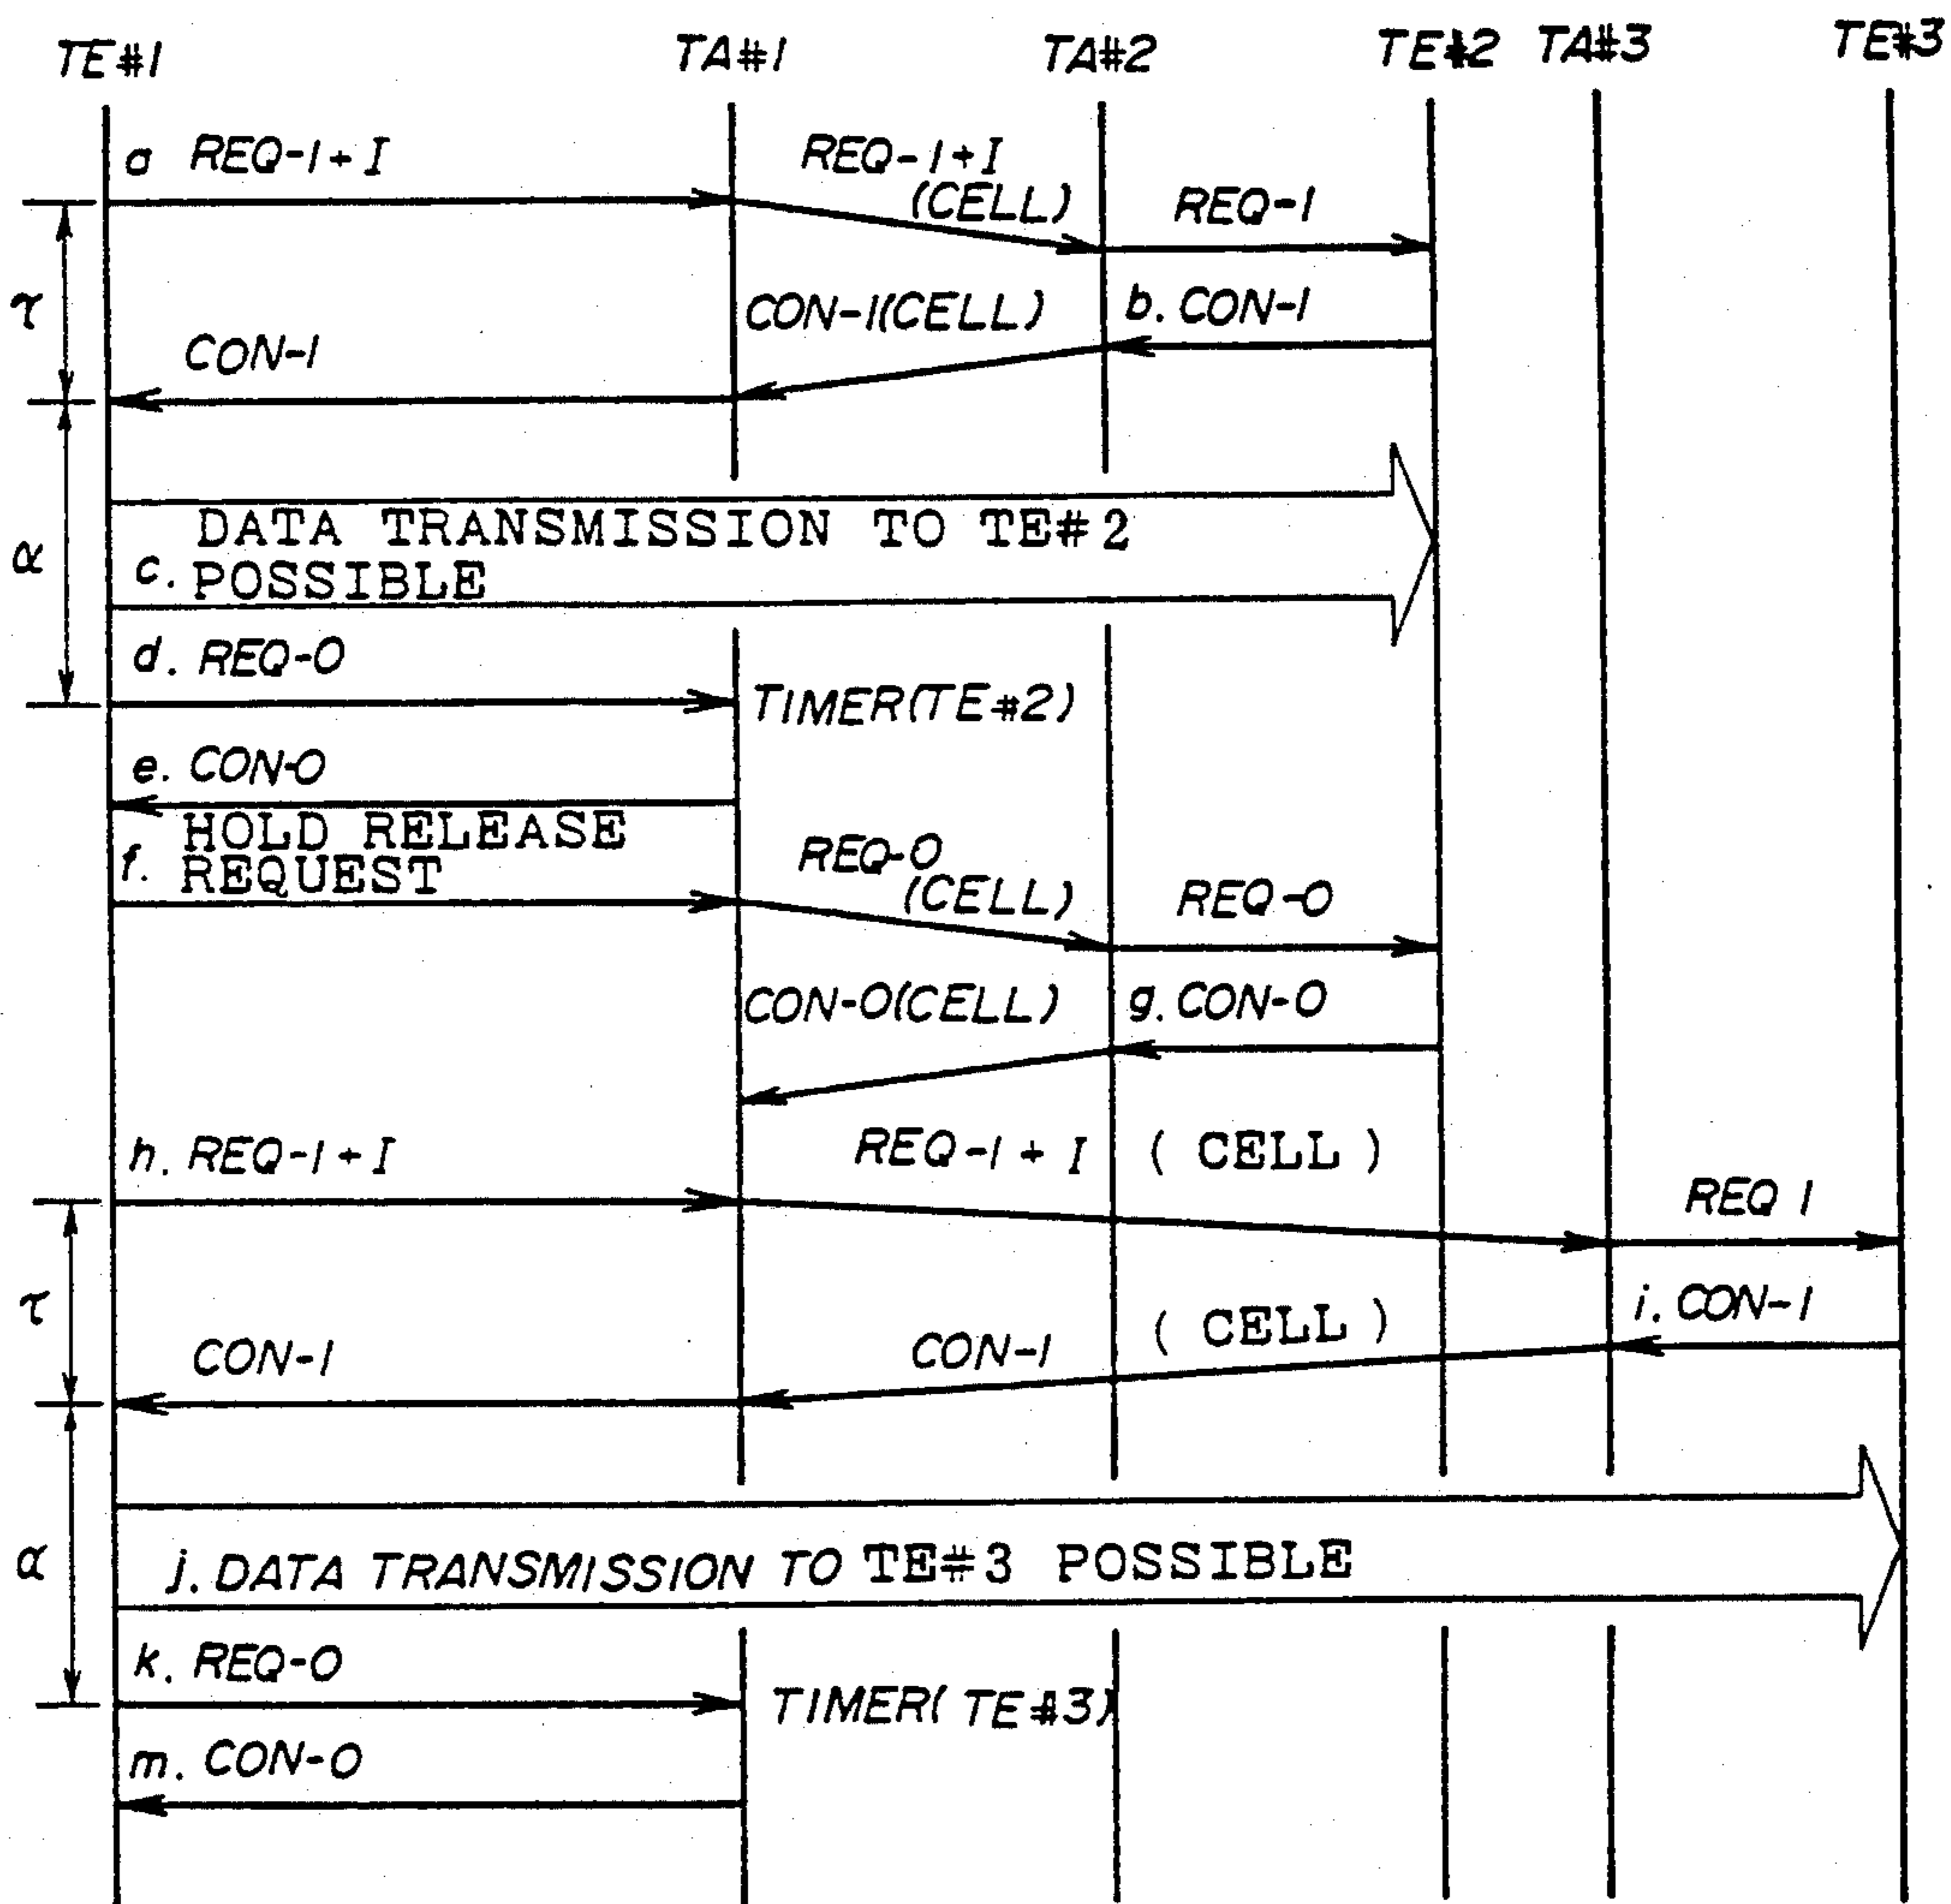 TE#1 TA#1 TA#2 TE#2 TA#3 TE#3
a REQ-1+I
REQ-1+I
(CELL)
REQ-1
τ
CON-1(CELL)
b. CON-1
CON-1
α
DATA TRANSMISSION TO TE#2
c. POSSIBLE
d. REQ-0
TIMER(TE#2)
e. CON-0
HOLD RELEASE
f. REQUEST
REQ-0
(CELL)
REQ-0
CON-0(CELL)
g. CON-0
h. REQ-1+I
REQ-1+I (CELL)
REQ 1
τ
i. CON-1
CON-1
CON-1 (CELL)
α
j. DATA TRANSMISSION TO TE#3 POSSIBLE
k. REQ-0
TIMER(TE#3)
m. CON-0